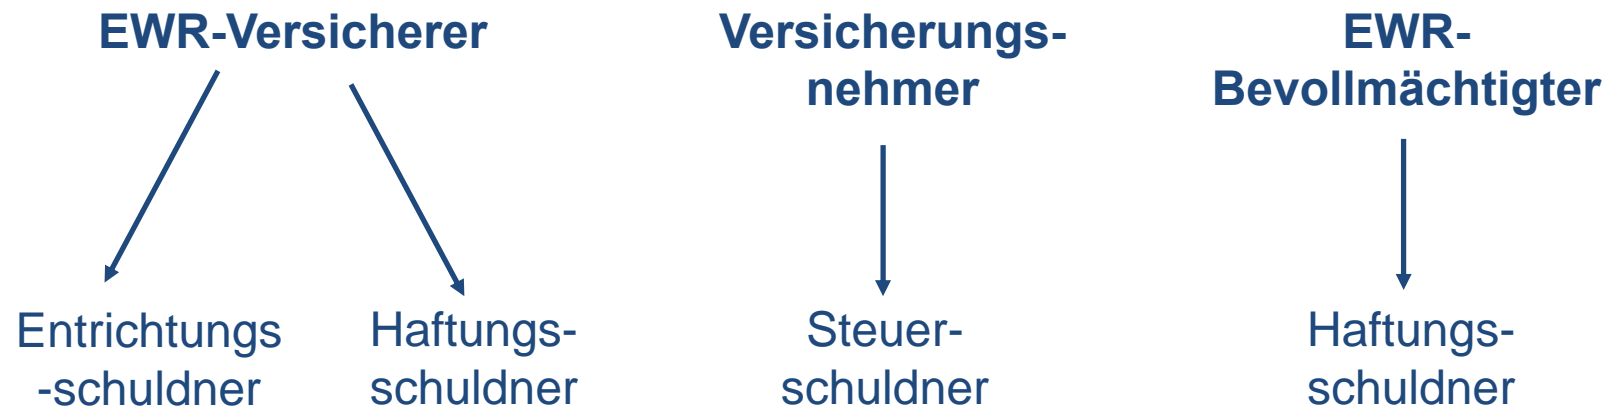 EWR-Versicherer
Versicherungs-
nehmer
EWR-
Bevollmächtigter
Entrichtungs
-schuldner
Haftungs-
schuldner
Steuer-
schuldner
Haftungs-
schuldner